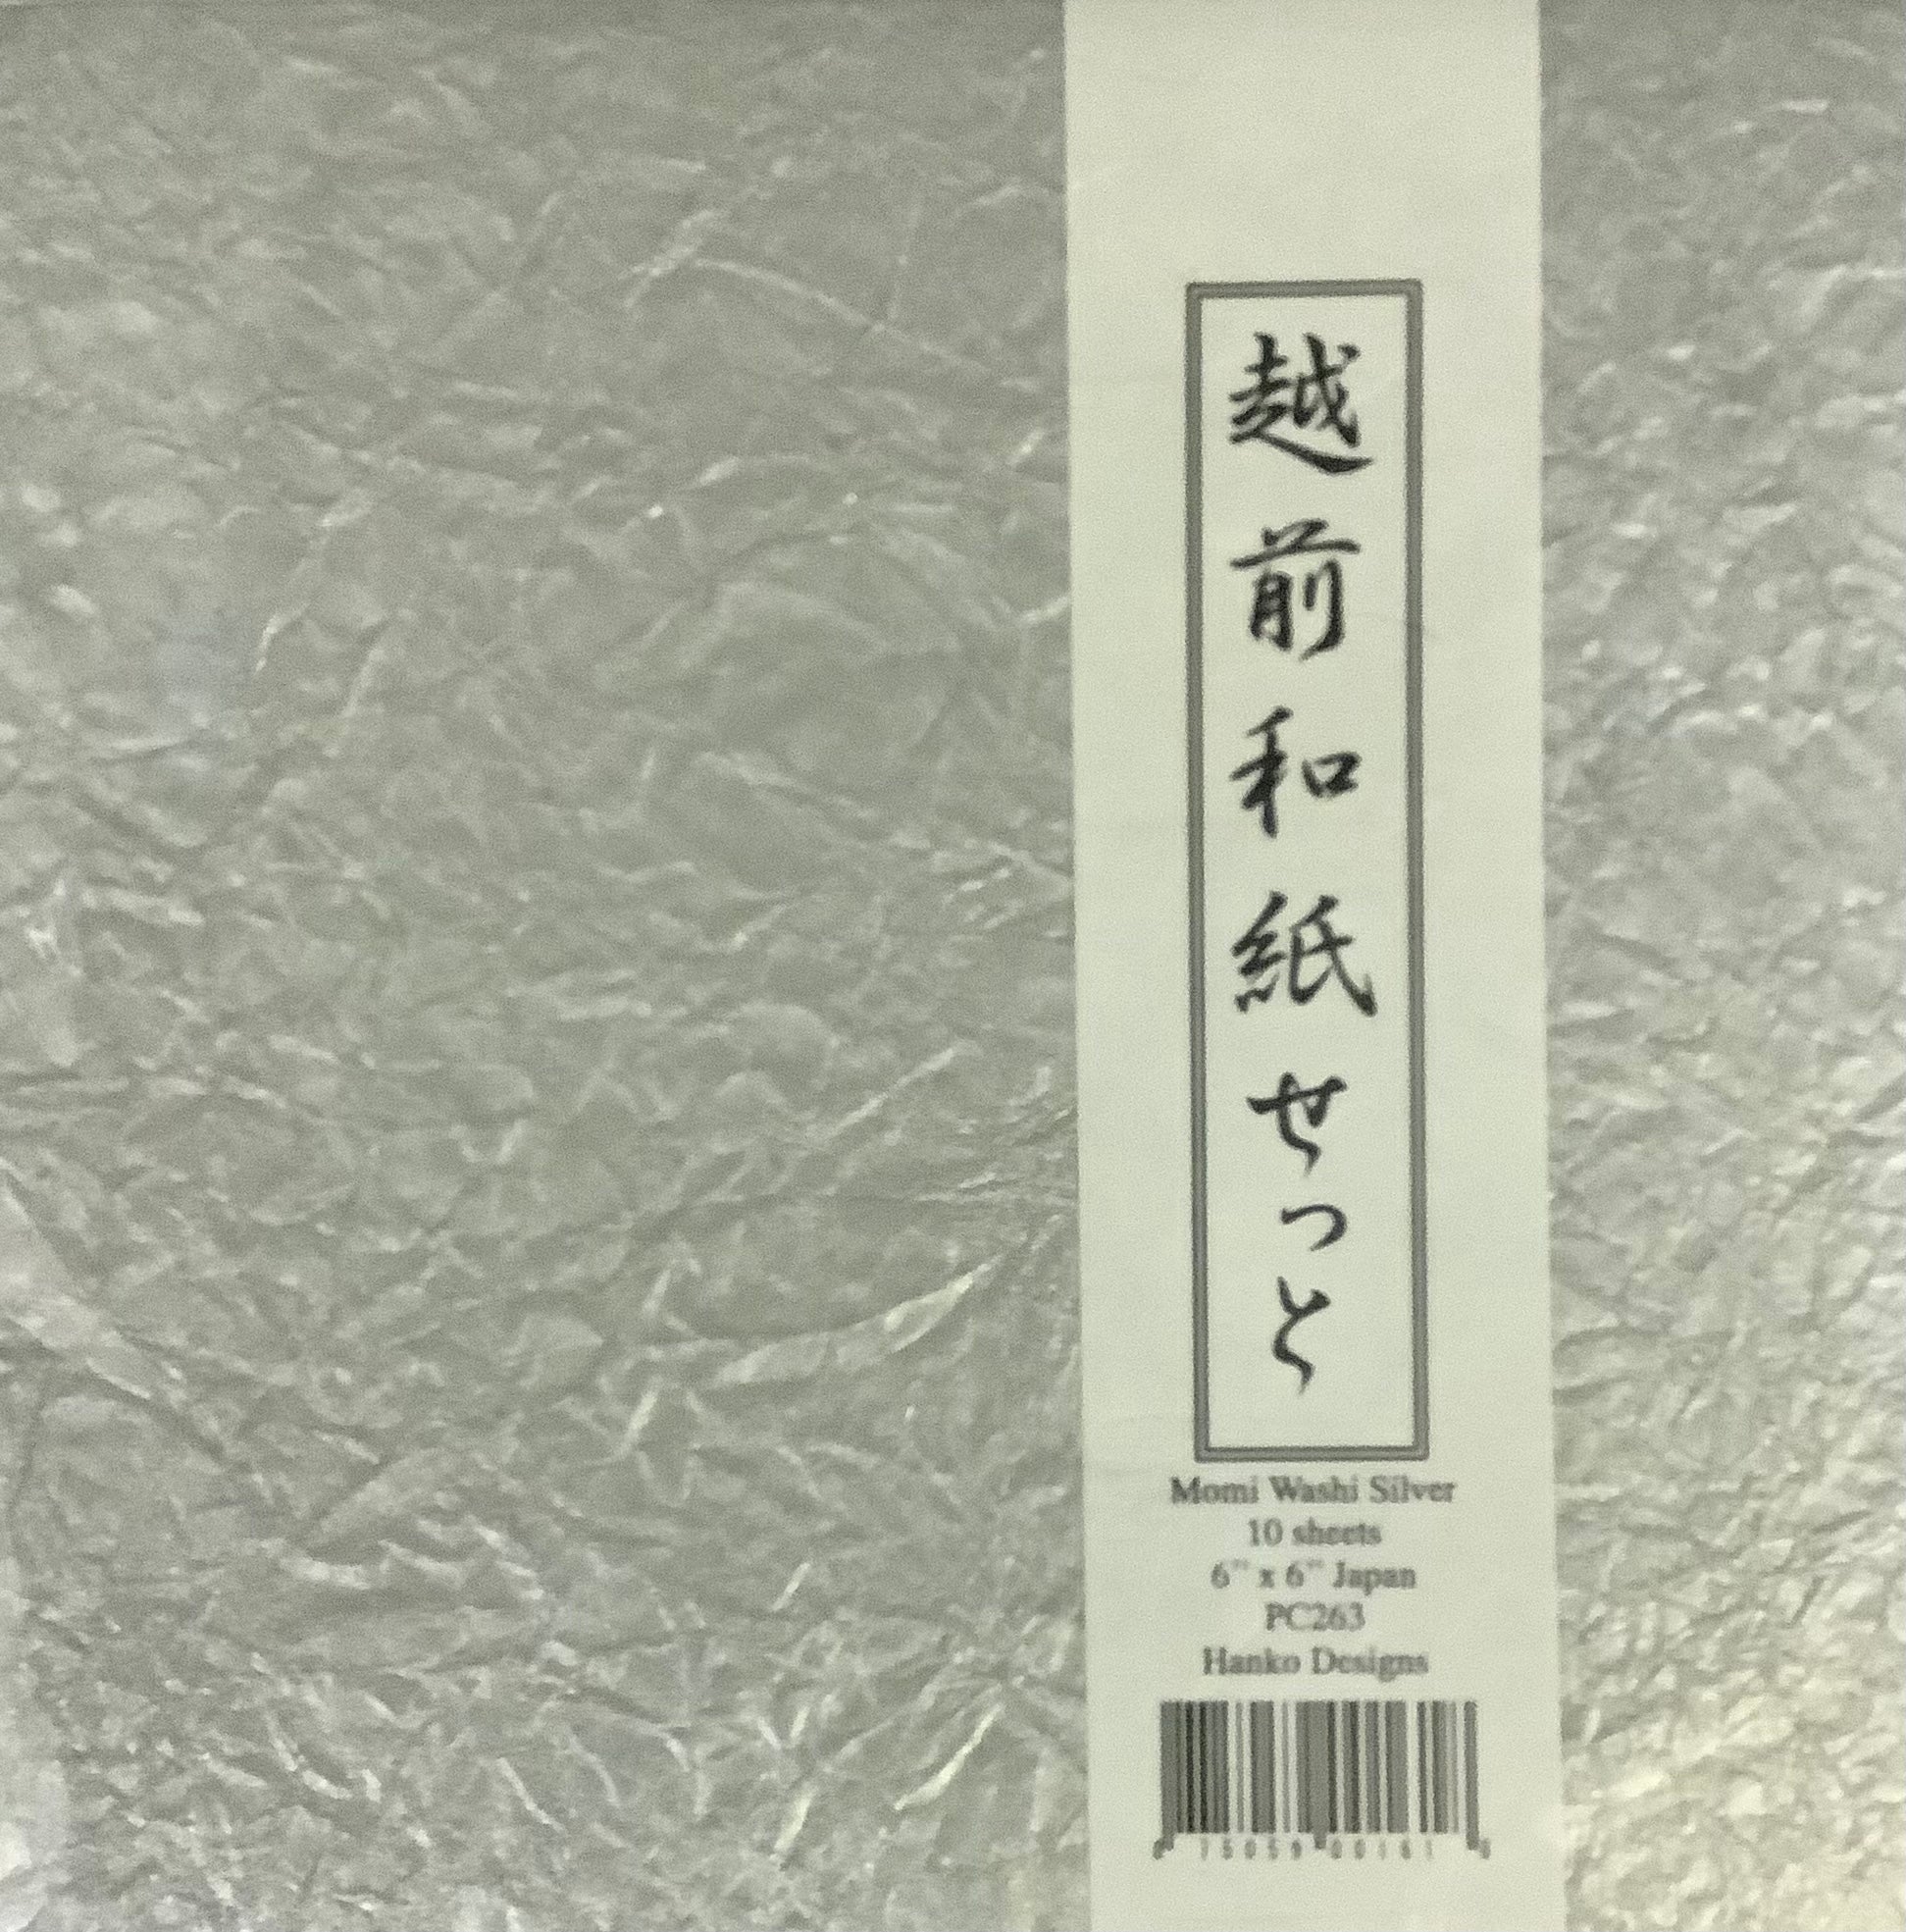 越前和紙せっと
Momi Washi Silver
10 sheets
6" x 6" Japan
PC263
Hanko Designs